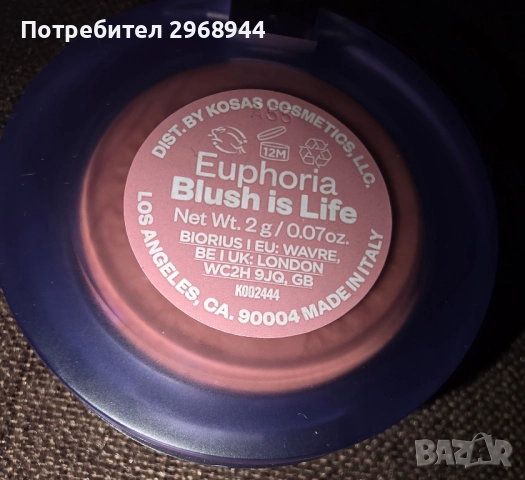 Потребител 2968944
DIST. BY KOSAS COSMETICS, LLC.
12M
Euphoria
Blush is Life
Net Wt. 2 g / 0.07oz.
BIORIUS | EU: WAVRE,
BE | UK: LONDON
WC2H 9JQ, GB
K002444
LOS ANGELES, CA. 90004 MADE IN ITALY
BAZAR